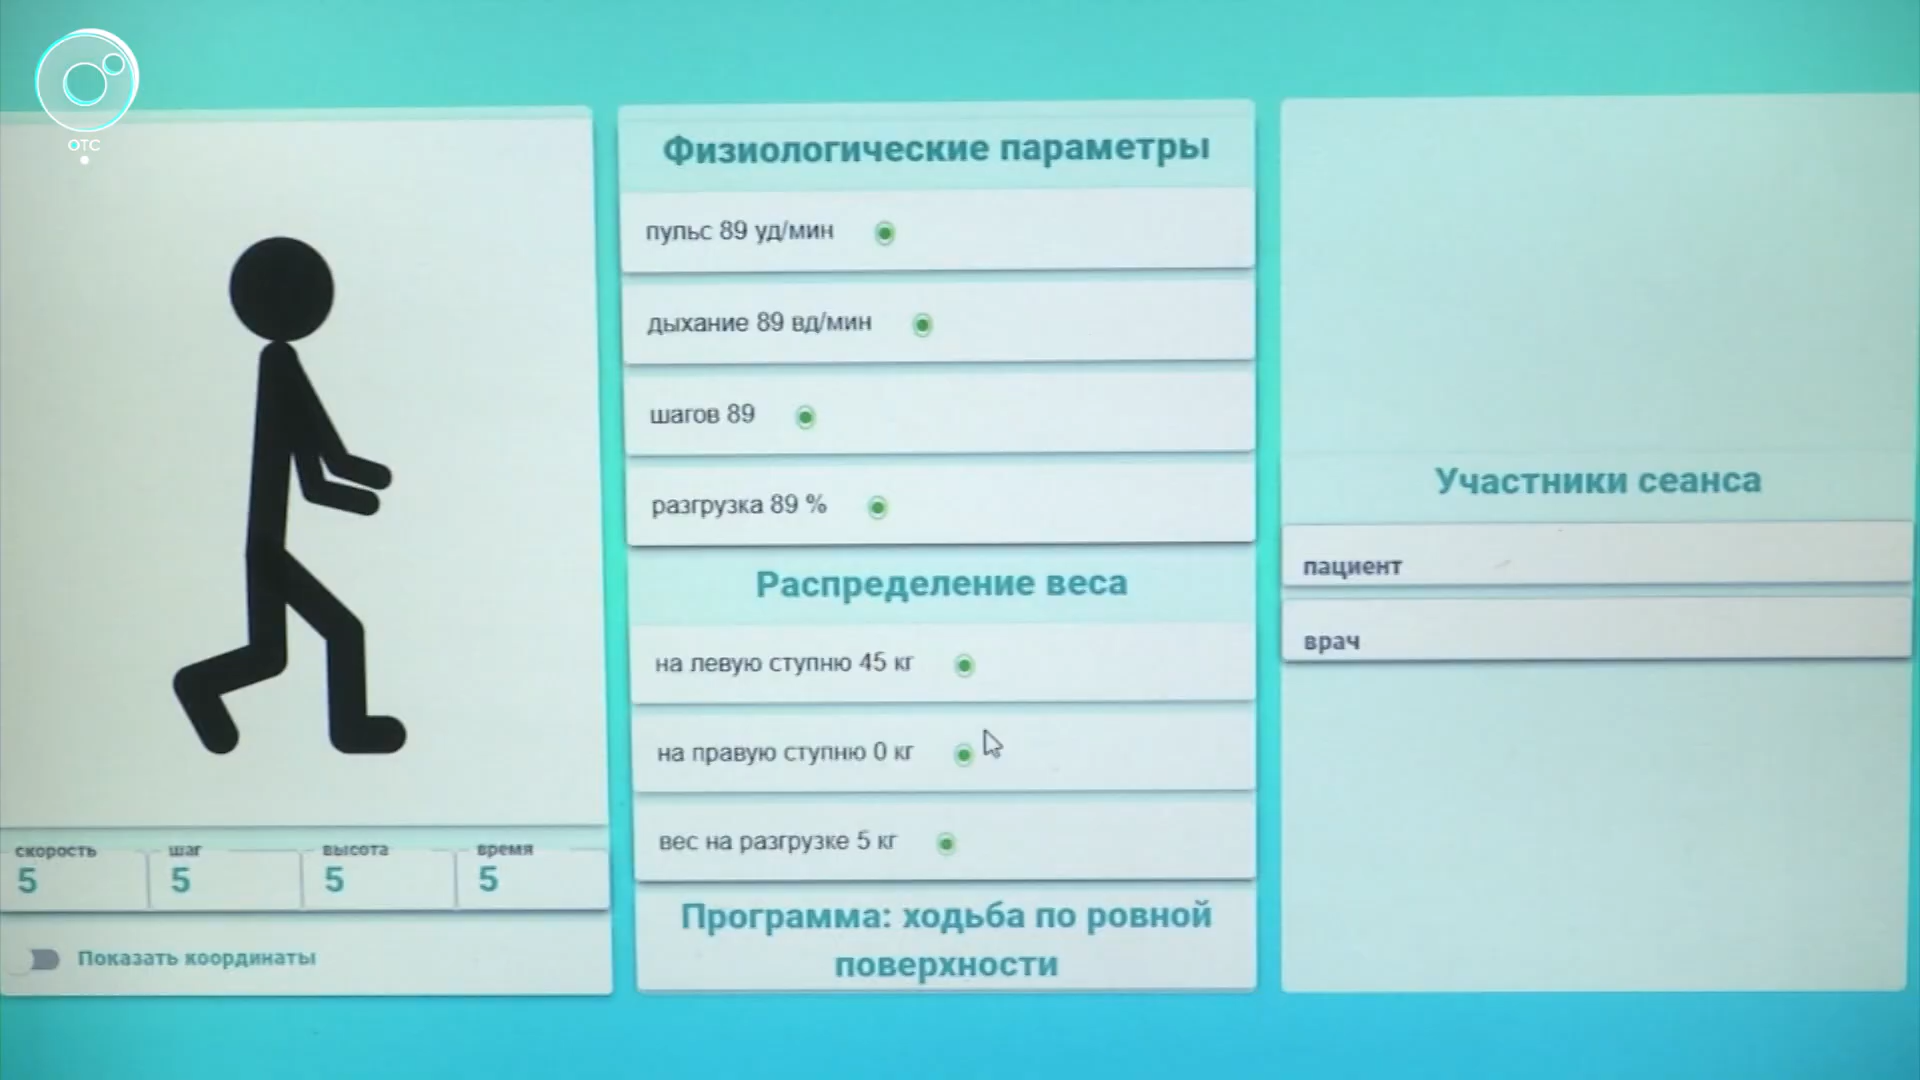 ОТС
Физиологические параметры
пульс 89 уд/мин
дыхание 89 вд/мин
шагов 89
разгрузка 89 %
Распределение веса
на левую ступню 45 кг
на правую ступню 0 кг
вес на разгрузке 5 кг
Программа: ходьба по ровной
поверхности
скорость
5
шаг
5
высота
5
время
5
Показать координаты
Участники сеанса
пациент
врач